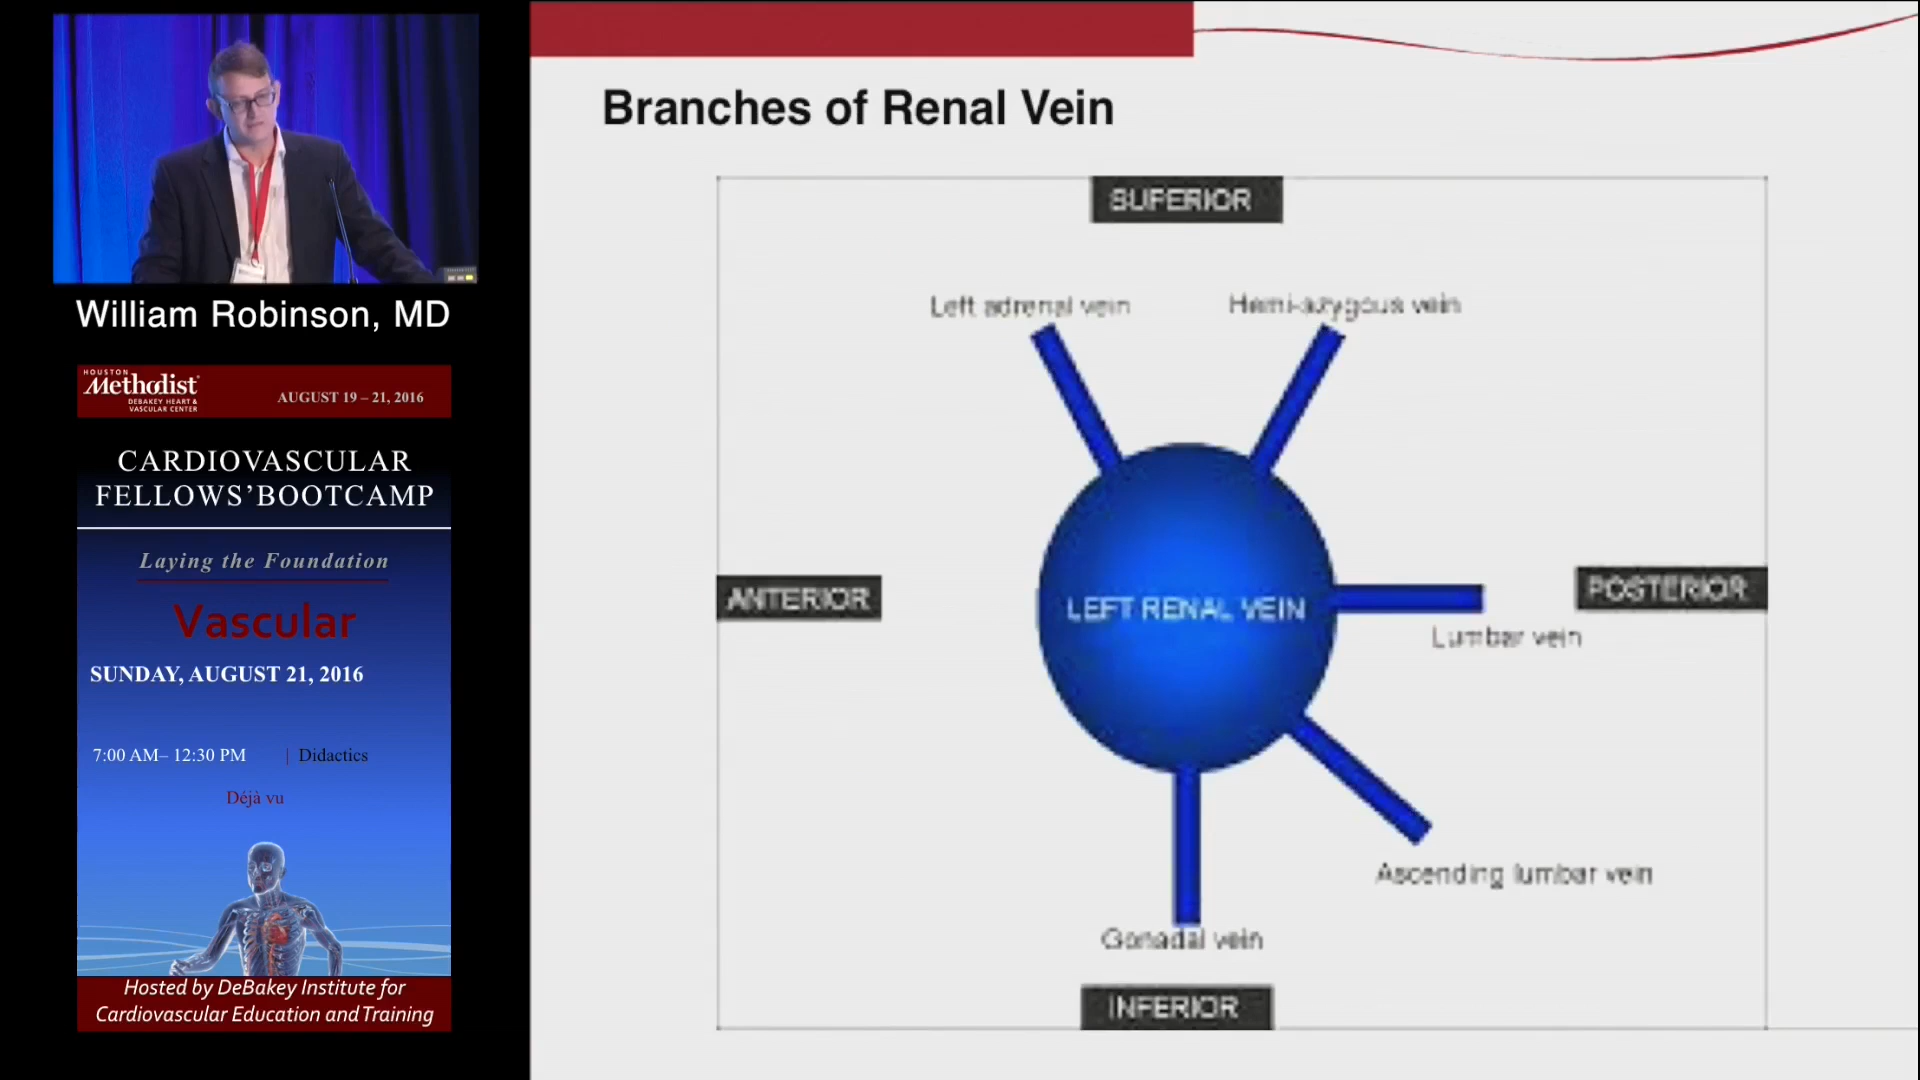 William Robinson, MD
HOUSTON
Methodist
DEBAKEY HEART &
VASCULAR CENTER
AUGUST 19 – 21, 2016
CARDIOVASCULAR
FELLOWS’BOOTCAMP
Laying the Foundation
Vascular
SUNDAY, AUGUST 21, 2016
7:00 AM– 12:30 PM | Didactics
Déjà vu
Hosted by DeBakey Institute for
Cardiovascular Education and Training
Branches of Renal Vein
SUPERIOR
Left adrenal vein
Hemi-azygous vein
ANTERIOR
LEFT RENAL VEIN
POSTERIOR
Lumbar vein
Ascending lumbar vein
Gonadal vein
INFERIOR